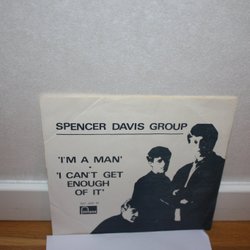 SPENCER DAVIS GROUP
'I'M A MAN'
'I CAN'T GET
ENOUGH
OF IT'